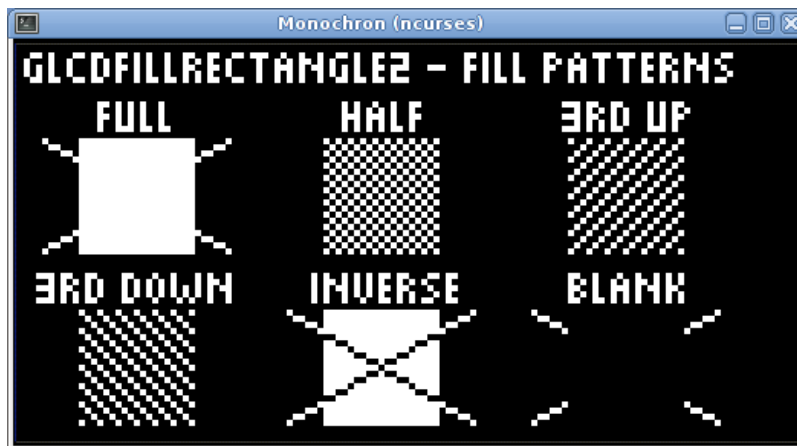 Monochron (ncurses)
GLCDFILLRECTANGLE2 - FILL PATTERNS
FULL HALF 3RD UP
3RD DOWN INVERSE BLANK